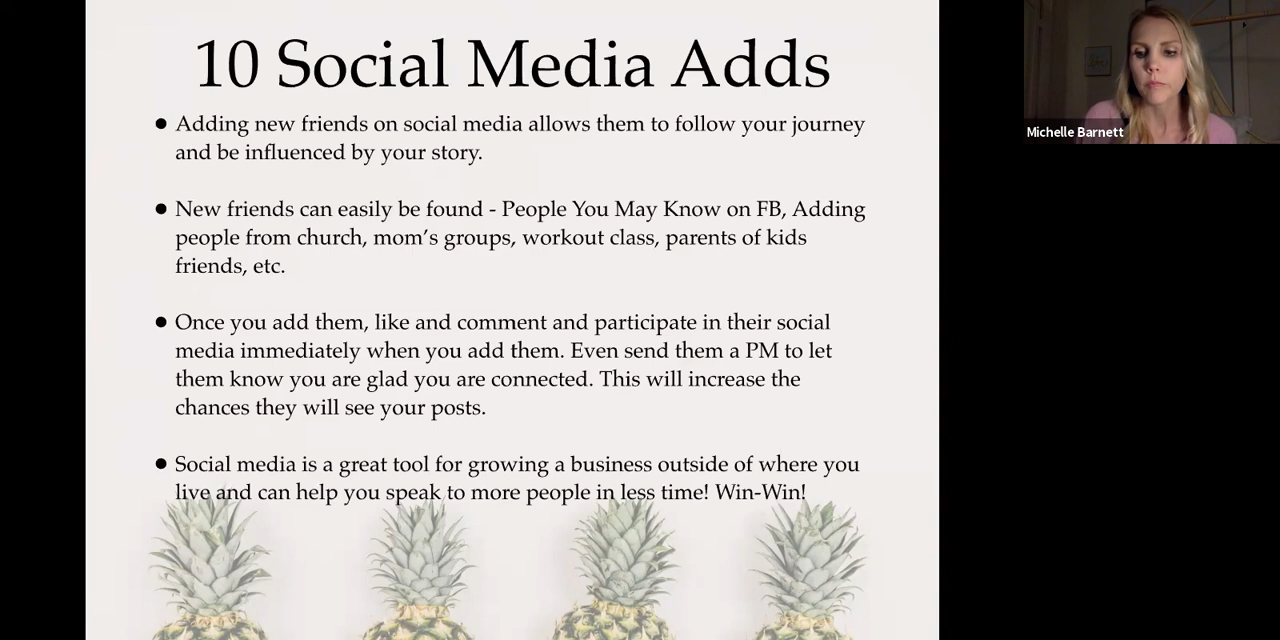 10 Social Media Adds
• Adding new friends on social media allows them to follow your journey
and be influenced by your story.
• New friends can easily be found - People You May Know on FB, Adding
people from church, mom's groups, workout class, parents of kids
friends, etc.
• Once you add them, like and comment and participate in their social
media immediately when you add them. Even send them a PM to let
them know you are glad you are connected. This will increase the
chances they will see your posts.
• Social media is a great tool for growing a business outside of where you
live and can help you speak to more people in less time! Win-Win!
Michelle Barnett